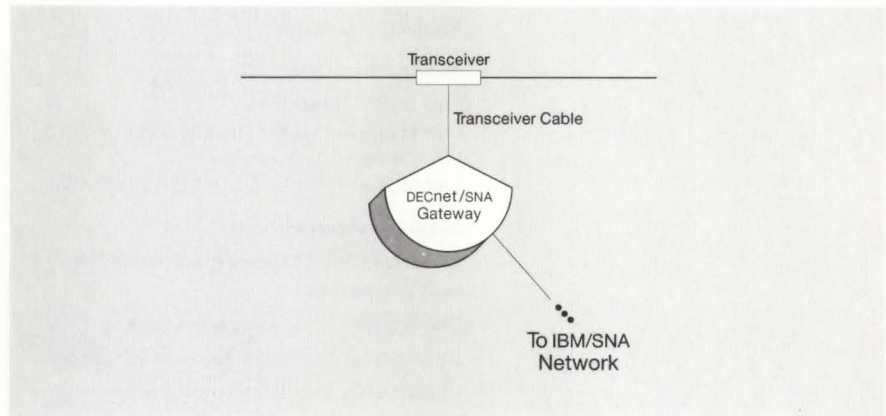 Transceiver
Transceiver Cable
DECnet/SNA
Gateway
To IBM/SNA
Network